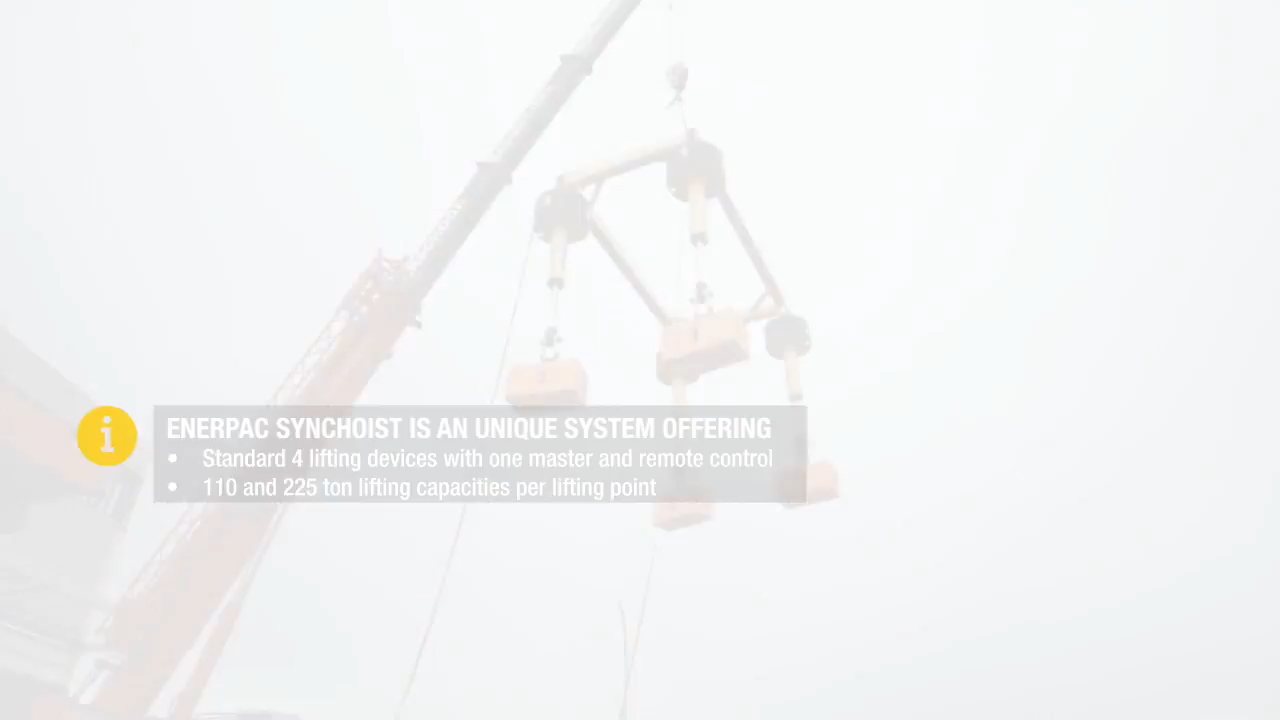 ENERPAC SYNCHOIST IS AN UNIQUE SYSTEM OFFERING
• Standard 4 lifting devices with one master and remote control
• 110 and 225 ton lifting capacities per lifting point